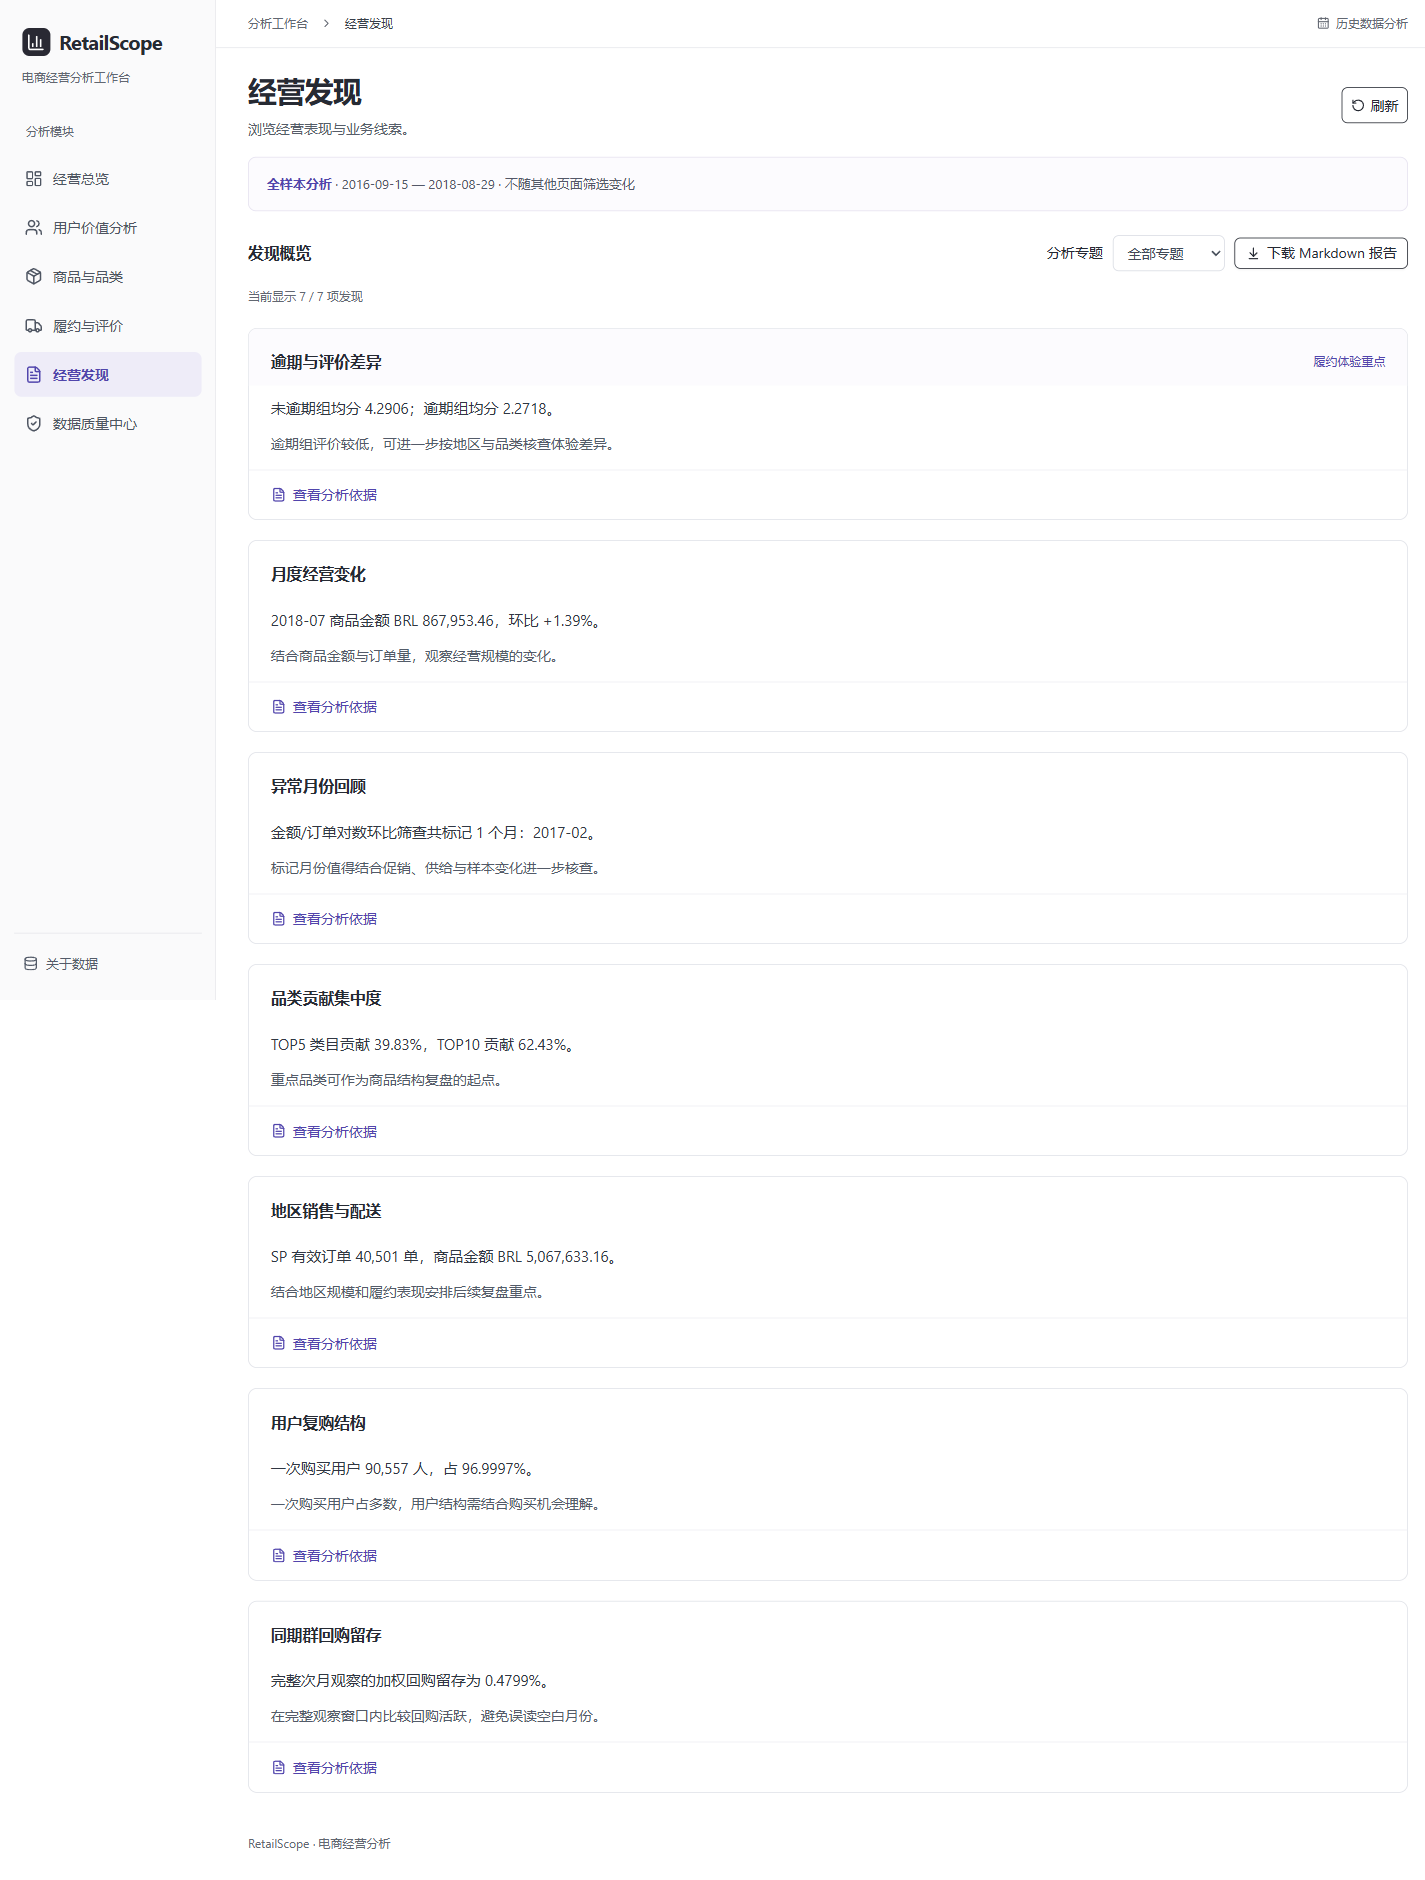 RetailScope
电商经营分析工作台
分析模块
经营总览
用户价值分析
商品与品类
履约与评价
经营发现
数据质量中心
关于数据
分析工作台 > 经营发现
历史数据分析
经营发现
浏览经营表现与业务线索。
刷新
全样本分析 · 2016-09-15 — 2018-08-29 · 不随其他页面筛选变化
发现概览
分析专题 全部专题
下载 Markdown 报告
当前显示 7 / 7 项发现
逾期与评价差异
履约体验重点
未逾期组均分 4.2906；逾期组均分 2.2718。
逾期组评价较低，可进一步按地区与品类核查体验差异。
查看分析依据
月度经营变化
2018-07 商品金额 BRL 867,953.46，环比 +1.39%。
结合商品金额与订单量，观察经营规模的变化。
查看分析依据
异常月份回顾
金额/订单对数环比筛查共标记 1 个月：2017-02。
标记月份值得结合促销、供给与样本变化进一步核查。
查看分析依据
品类贡献集中度
TOP5 类目贡献 39.83%，TOP10 贡献 62.43%。
重点品类可作为商品结构复盘的起点。
查看分析依据
地区销售与配送
SP 有效订单 40,501 单，商品金额 BRL 5,067,633.16。
结合地区规模和履约表现安排后续复盘重点。
查看分析依据
用户复购结构
一次购买用户 90,557 人，占 96.9997%。
一次购买用户占多数，用户结构需结合购买机会理解。
查看分析依据
同期群回购留存
完整次月观察的加权回购留存为 0.4799%。
在完整观察窗口内比较回购活跃，避免误读空白月份。
查看分析依据
RetailScope · 电商经营分析